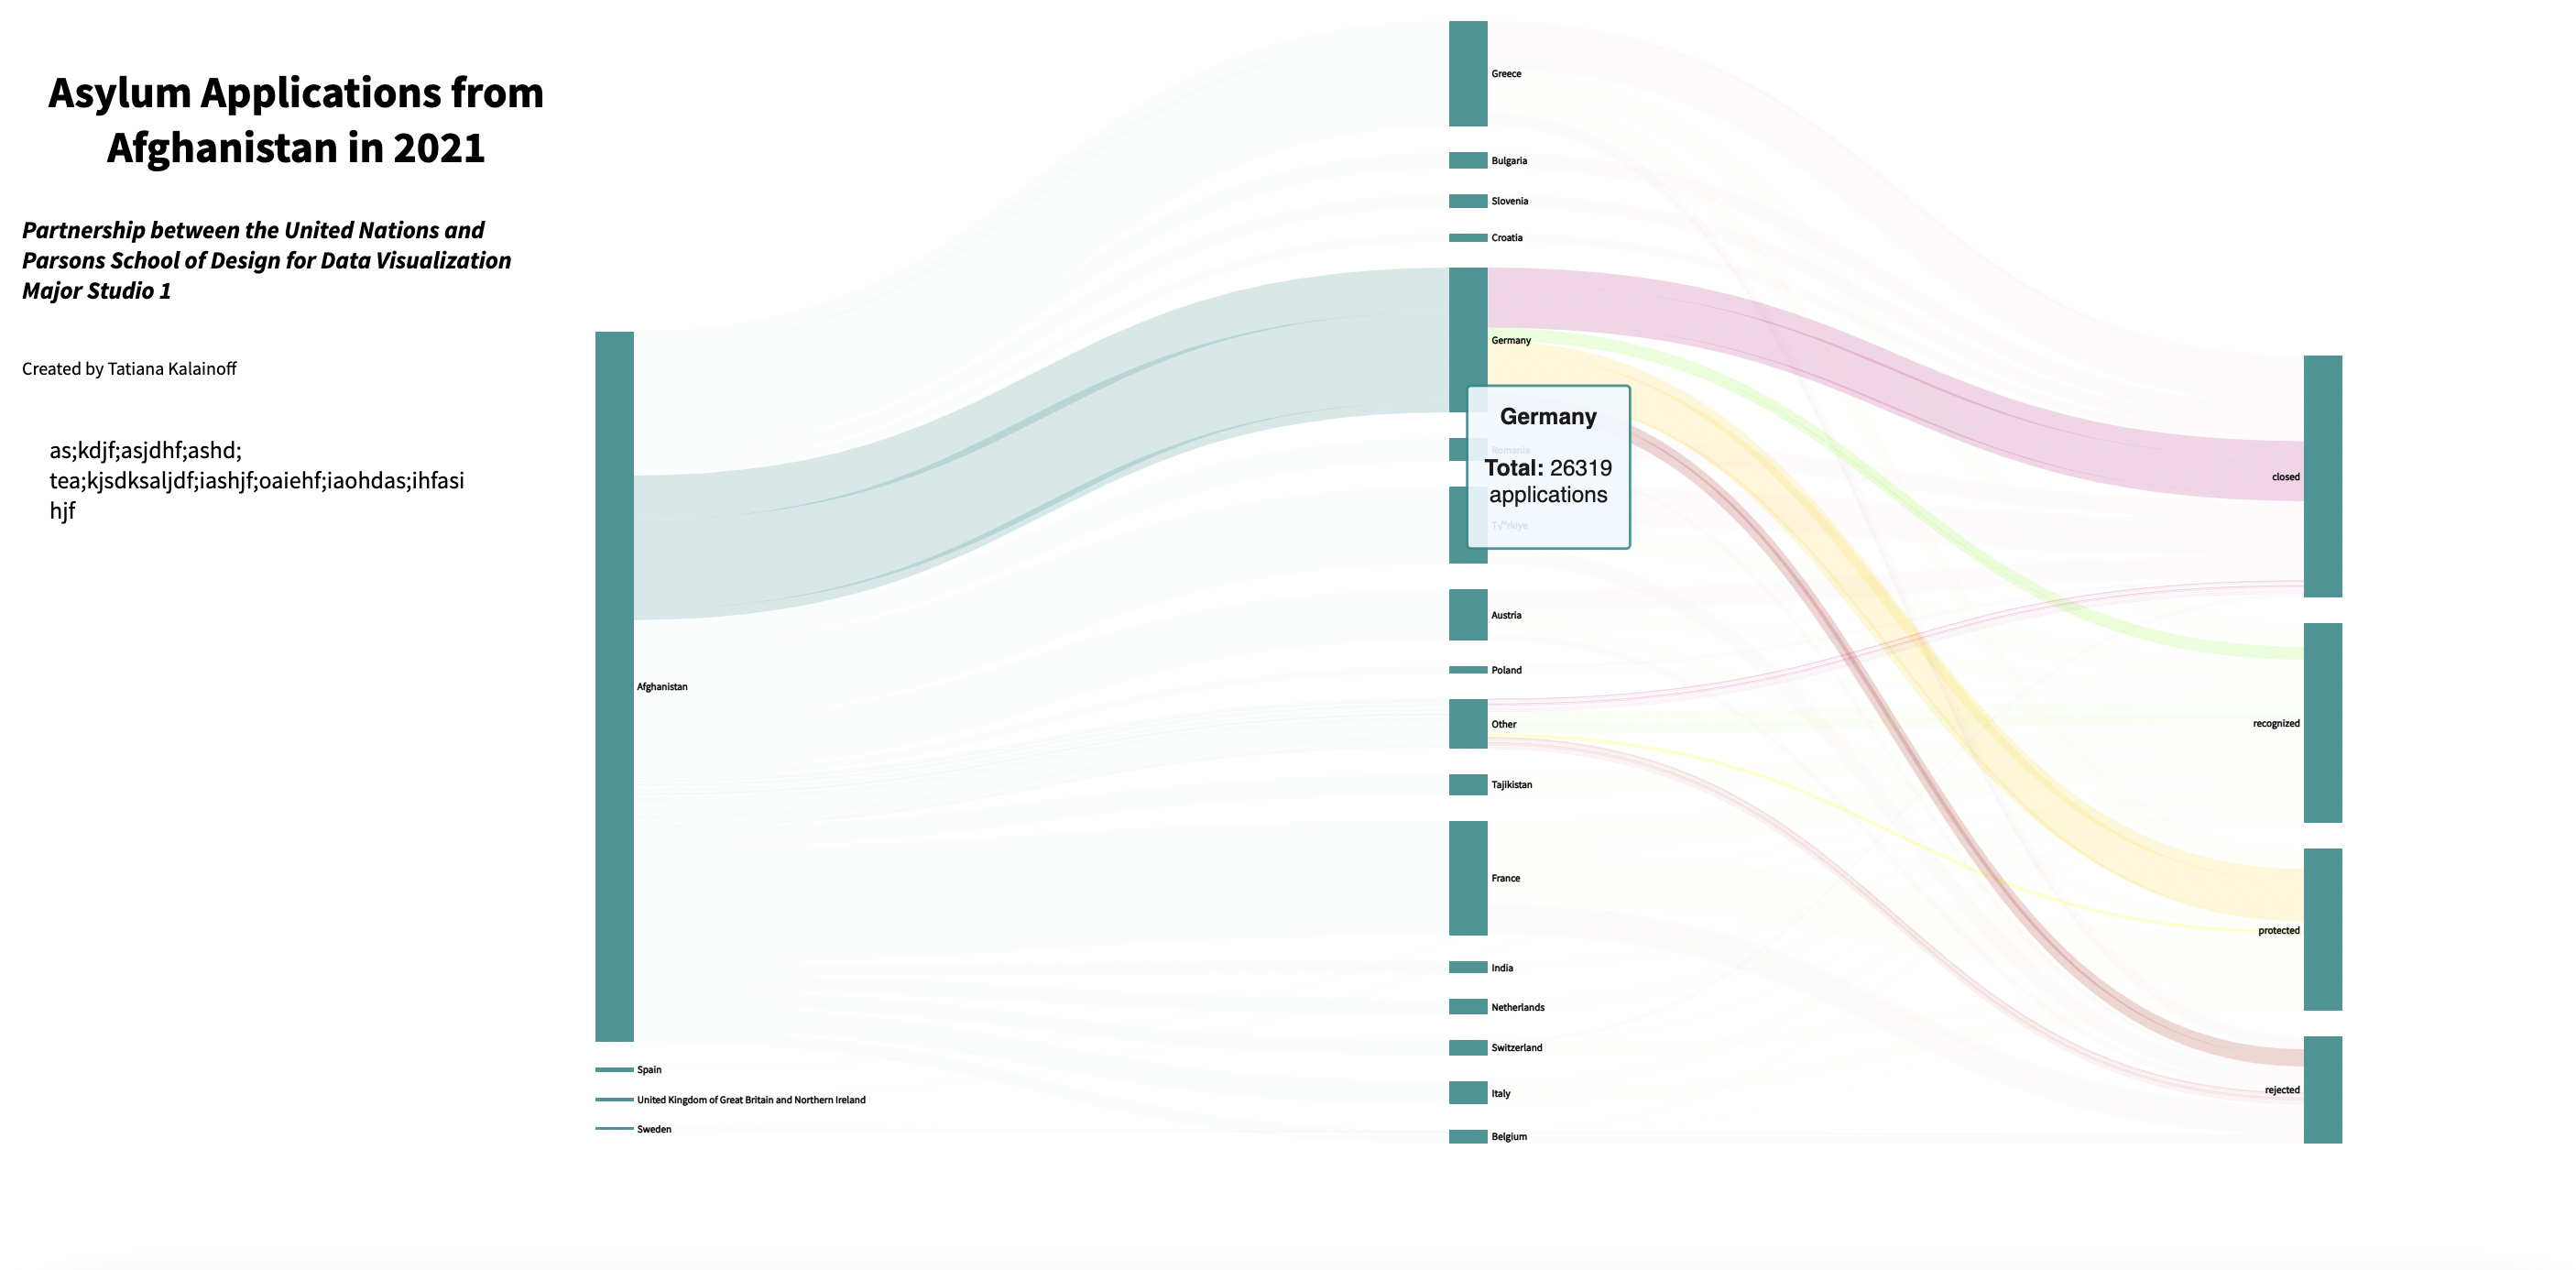 Asylum Applications from
Afghanistan in 2021
Partnership between the United Nations and
Parsons School of Design for Data Visualization
Major Studio 1
Created by Tatiana Kalainoff
as;kdjf;asjdhf;ashd;
tea;kjsdksaljdf;iashjf;oaiehf;iaohdas;ihfasi
hjf
Afghanistan
Spain
United Kingdom of Great Britain and Northern Ireland
Sweden
Greece
Bulgaria
Slovenia
Croatia
Germany
Germany
Total: 26319
applications
Romania
T√ºrkiye
Austria
Poland
Other
Tajikistan
France
India
Netherlands
Switzerland
Italy
Belgium
closed
recognized
protected
rejected